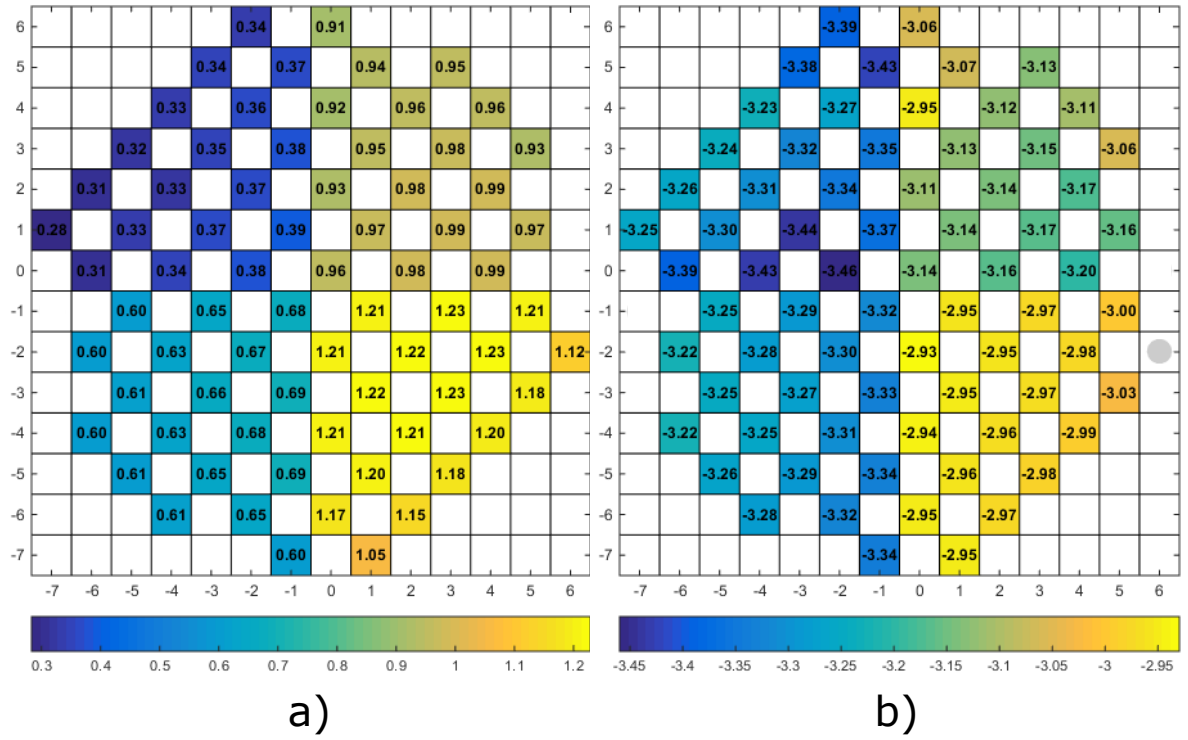 6 0.34 0.91
5 0.34 0.37 0.94 0.95
4 0.33 0.36 0.92 0.96 0.96
3 0.32 0.35 0.38 0.95 0.98 0.93
2 0.31 0.33 0.37 0.93 0.98 0.99
1 0.28 0.33 0.37 0.39 0.97 0.99 0.97
0 0.31 0.34 0.38 0.96 0.98 0.99
-1 0.60 0.65 0.68 1.21 1.23 1.21
-2 0.60 0.63 0.67 1.21 1.22 1.23 1.12
-3 0.61 0.66 0.69 1.22 1.23 1.18
-4 0.60 0.63 0.68 1.21 1.21 1.20
-5 0.61 0.65 0.69 1.20 1.18
-6 0.61 0.65 1.17 1.15
-7 0.60 1.05
-7 -6 -5 -4 -3 -2 -1 0 1 2 3 4 5 6
0.3 0.4 0.5 0.6 0.7 0.8 0.9 1 1.1 1.2
a)
6 -3.39 -3.06
5 -3.38 -3.43 -3.07 -3.13
4 -3.23 -3.27 -2.95 -3.12 -3.11
3 -3.24 -3.32 -3.35 -3.13 -3.15 -3.06
2 -3.26 -3.31 -3.34 -3.11 -3.14 -3.17
1 -3.25 -3.30 -3.44 -3.37 -3.14 -3.17 -3.16
0 -3.39 -3.43 -3.46 -3.14 -3.16 -3.20
-1 -3.25 -3.29 -3.32 -2.95 -2.97 -3.00
-2 -3.22 -3.28 -3.30 -2.93 -2.95 -2.98
-3 -3.25 -3.27 -3.33 -2.95 -2.97 -3.03
-4 -3.22 -3.25 -3.31 -2.94 -2.96 -2.99
-5 -3.26 -3.29 -3.34 -2.96 -2.98
-6 -3.28 -3.32 -2.95 -2.97
-7 -3.34 -2.95
-7 -6 -5 -4 -3 -2 -1 0 1 2 3 4 5 6
-3.45 -3.4 -3.35 -3.3 -3.25 -3.2 -3.15 -3.1 -3.05 -3 -2.95
b)